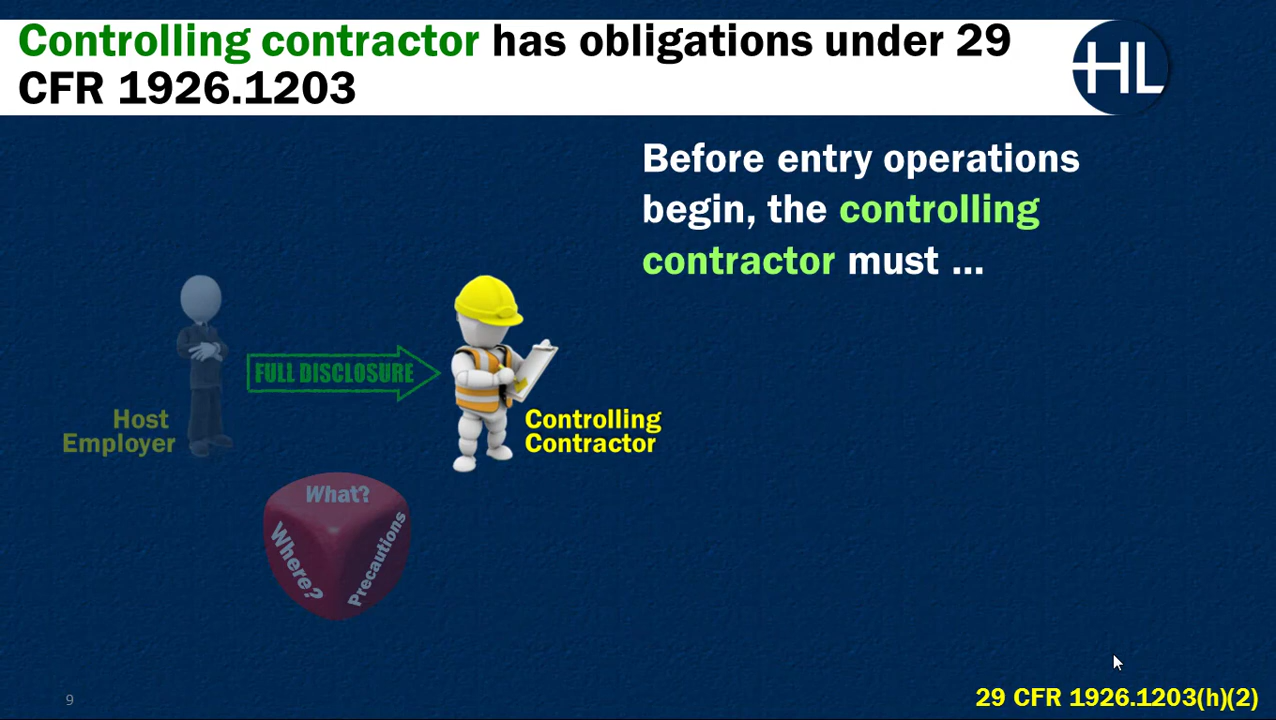 Controlling contractor has obligations under 29
CFR 1926.1203
HL
Before entry operations
begin, the controlling
contractor must ...
FULL DISCLOSURE
Host
Employer
Controlling
Contractor
What?
Where?
Precautions
9
29 CFR 1926.1203(h)(2)